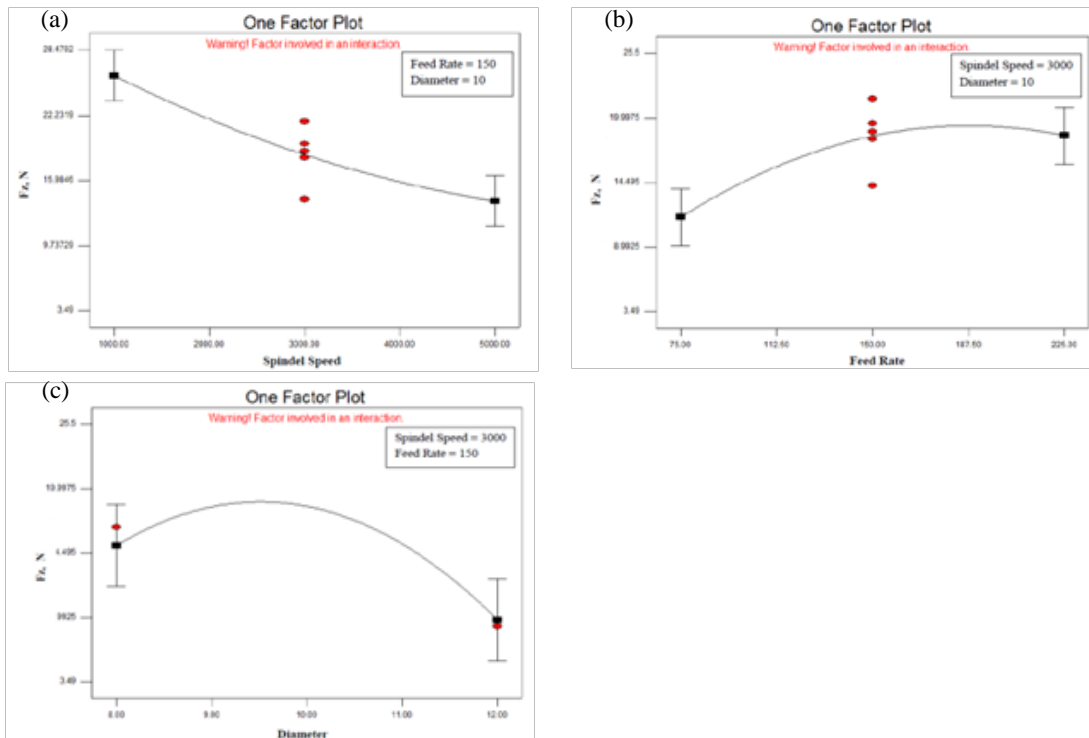 (a)
One Factor Plot
Warning! Factor involved in an interaction.
Feed Rate = 150
Diameter = 10
28.4792
22.2319
15.9846
9.73728
3.49
Fz, N
1000.00
2000.00
3000.00
4000.00
5000.00
Spindel Speed
(b)
One Factor Plot
Warning! Factor involved in an interaction.
Spindel Speed = 3000
Diameter = 10
25.5
19.9975
14.495
8.9925
3.49
Fz, N
75.00
112.50
150.00
187.50
225.00
Feed Rate
(c)
One Factor Plot
Warning! Factor involved in an interaction.
Spindel Speed = 3000
Feed Rate = 150
25.5
19.9975
4.495
9925
3.49
Fz, N
8.00
9.00
10.00
11.00
12.00
Diameter